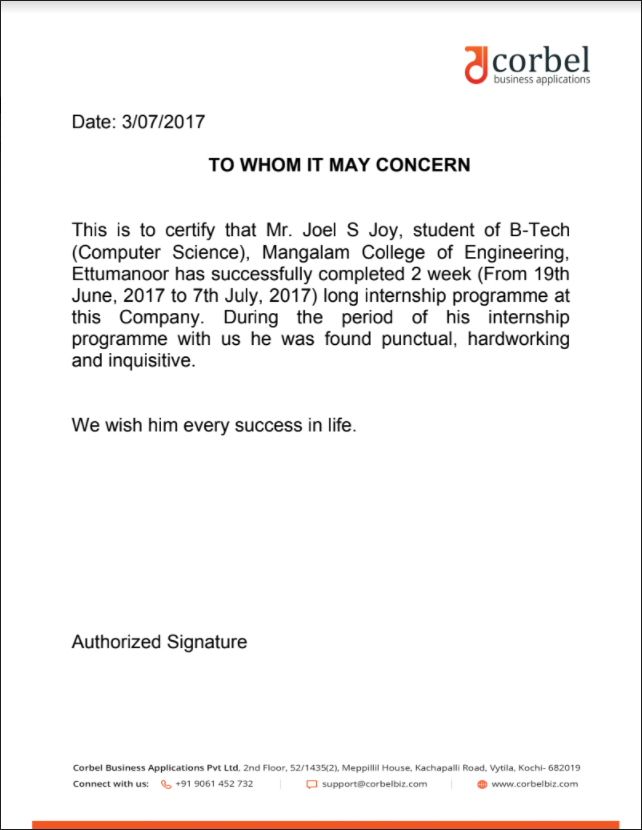 corbel
business applications
Date: 3/07/2017
TO WHOM IT MAY CONCERN
This is to certify that Mr. Joel S Joy, student of B-Tech
(Computer Science), Mangalam College of Engineering,
Ettumanoor has successfully completed 2 week (From 19th
June, 2017 to 7th July, 2017) long internship programme at
this Company. During the period of his internship
programme with us he was found punctual, hardworking
and inquisitive.
We wish him every success in life.
Authorized Signature
Corbel Business Applications Pvt Ltd, 2nd Floor, 52/1435(2), Meppillil House, Kachapalli Road, Vytila, Kochi- 682019
Connect with us: +91 9061 452 732 | support@corbelbiz.com | www.corbelbiz.com